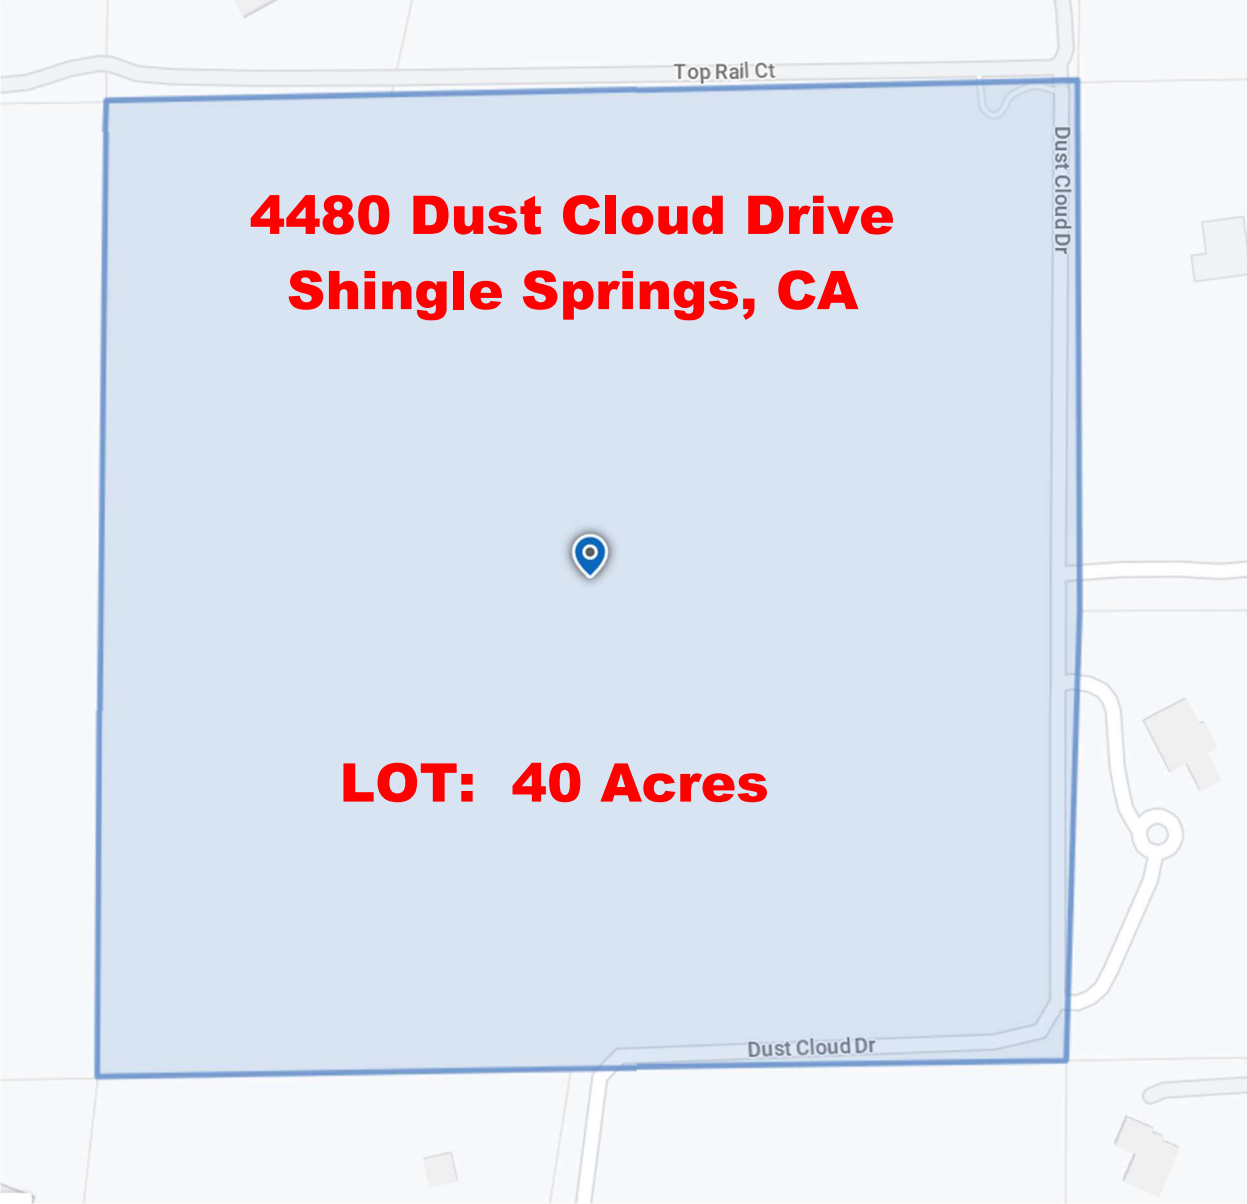 Top Rail Ct
Dust Cloud Dr
4480 Dust Cloud Drive
Shingle Springs, CA
LOT: 40 Acres
Dust Cloud Dr